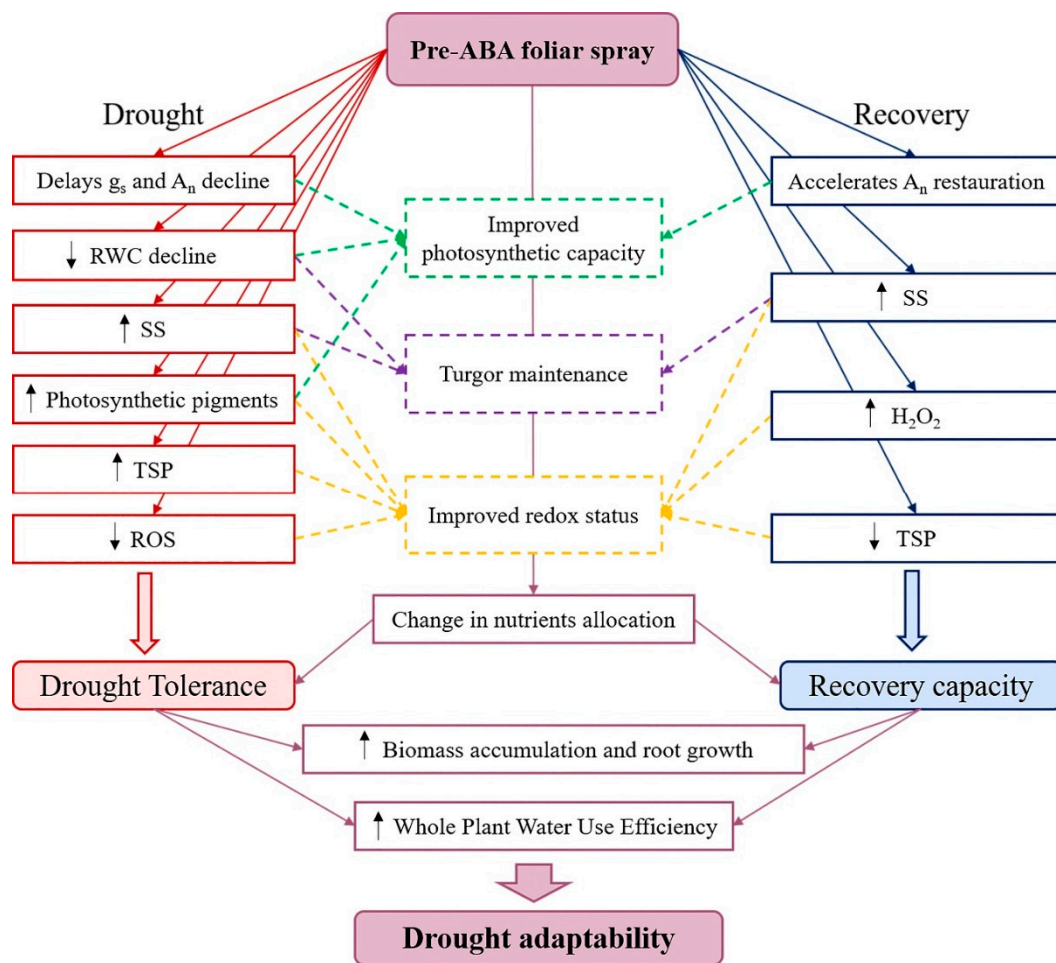 Pre-ABA foliar spray
Drought
Recovery
Delays gs and An decline
↓ RWC decline
↑ SS
↑ Photosynthetic pigments
↑ TSP
↓ ROS
Improved
photosynthetic capacity
Turgor maintenance
Improved redox status
Accelerates An restauration
↑ SS
↑ H2O2
↓ TSP
Change in nutrients allocation
Drought Tolerance
Recovery capacity
↑ Biomass accumulation and root growth
↑ Whole Plant Water Use Efficiency
Drought adaptability